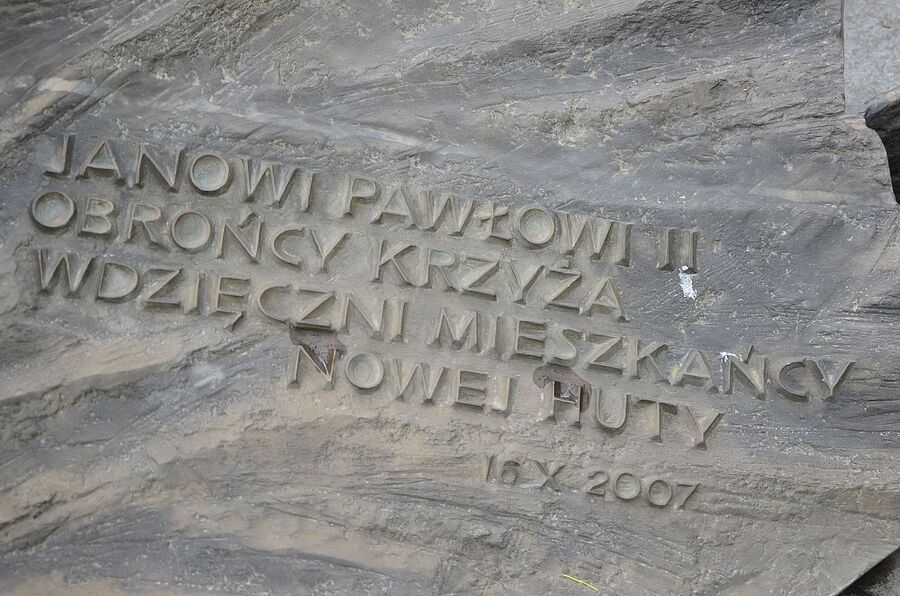 JANOWI PAWŁOWI II
OBROŃCY KRZYŻA
WDZIĘCZNI MIESZKAŃCY
NOWEJ HUTY
16 X 2007